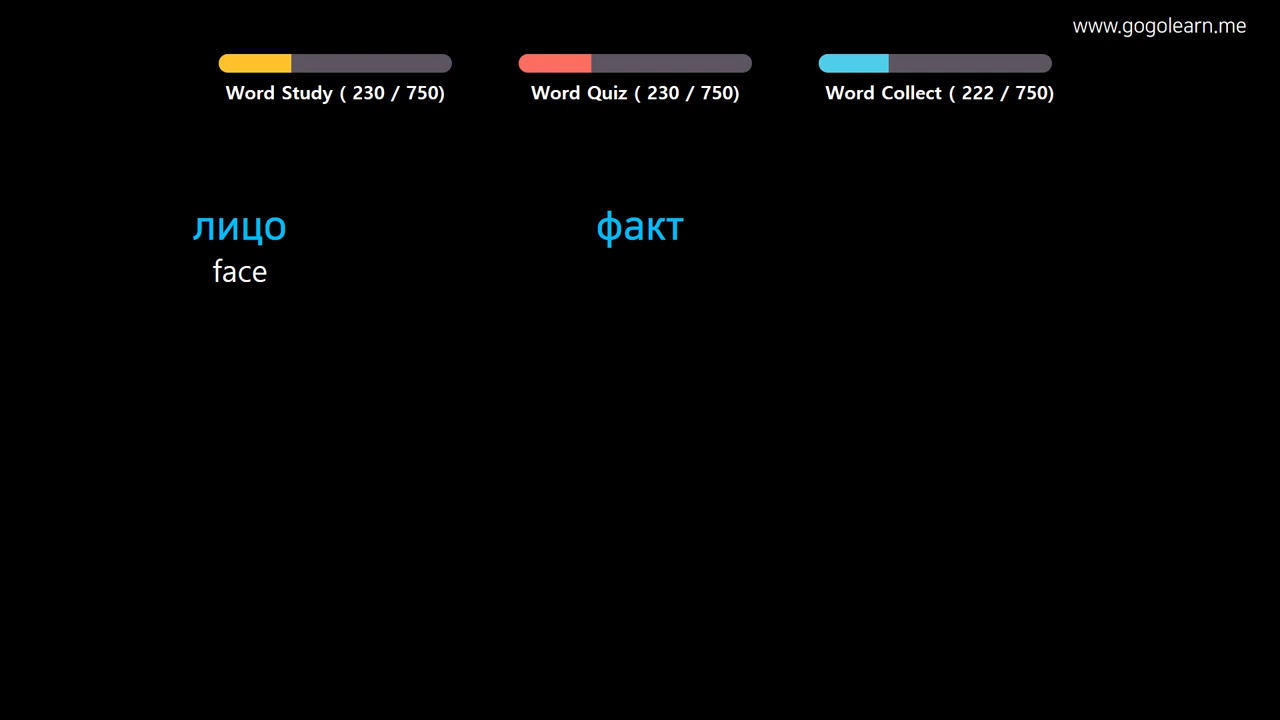 www.gogolearn.me
Word Study ( 230 / 750)
Word Quiz ( 230 / 750)
Word Collect ( 222 / 750)
лицо
face
факт